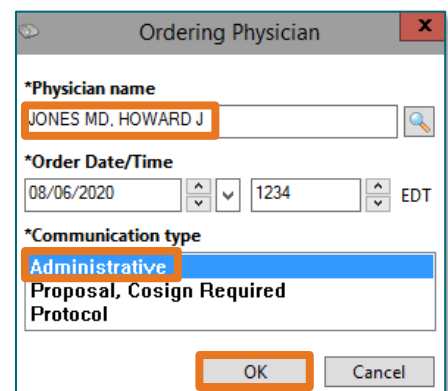 Ordering Physician
x
*Physician name
JONES MD, HOWARD J
*Order Date/Time
08/06/2020 1234 EDT
*Communication type
Administrative
Proposal, Cosign Required
Protocol
OK Cancel